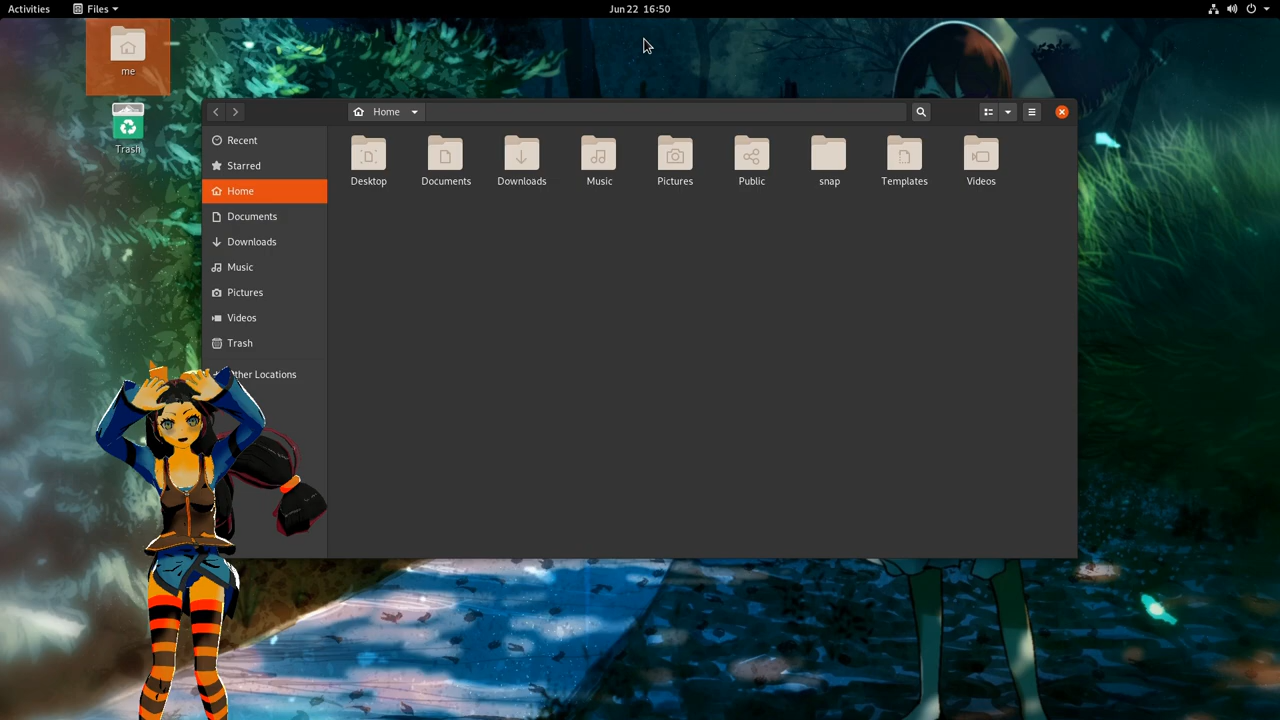 Activities Files Jun 22 16:50
me
Trash
Home
Recent
Starred
Home
Documents
Downloads
Music
Pictures
Videos
Trash
Other Locations
Desktop Documents Downloads Music Pictures Public snap Templates Videos